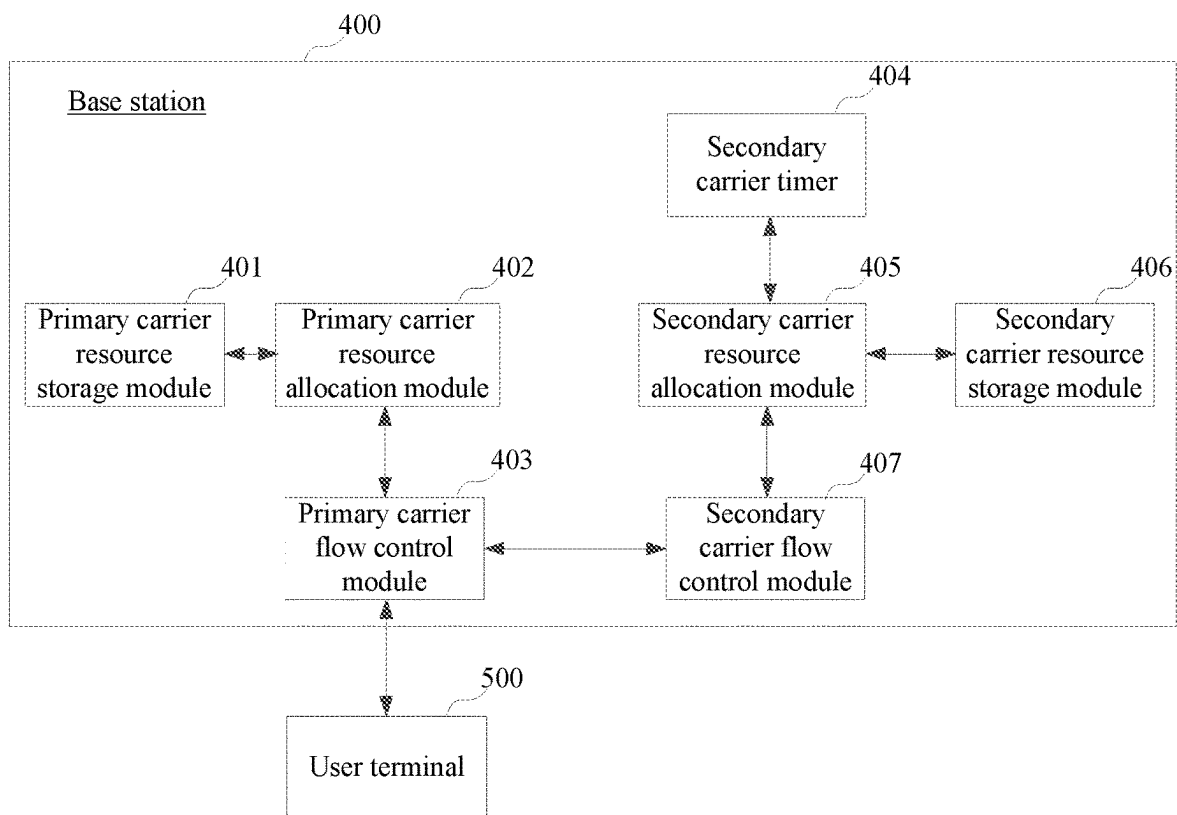 400
Base station
404
Secondary
carrier timer
401
Primary carrier
resource
storage module
402
Primary carrier
resource
allocation module
405
Secondary carrier
resource
allocation module
406
Secondary
carrier resource
storage module
403
Primary carrier
flow control
module
407
Secondary
carrier flow
control module
500
User terminal